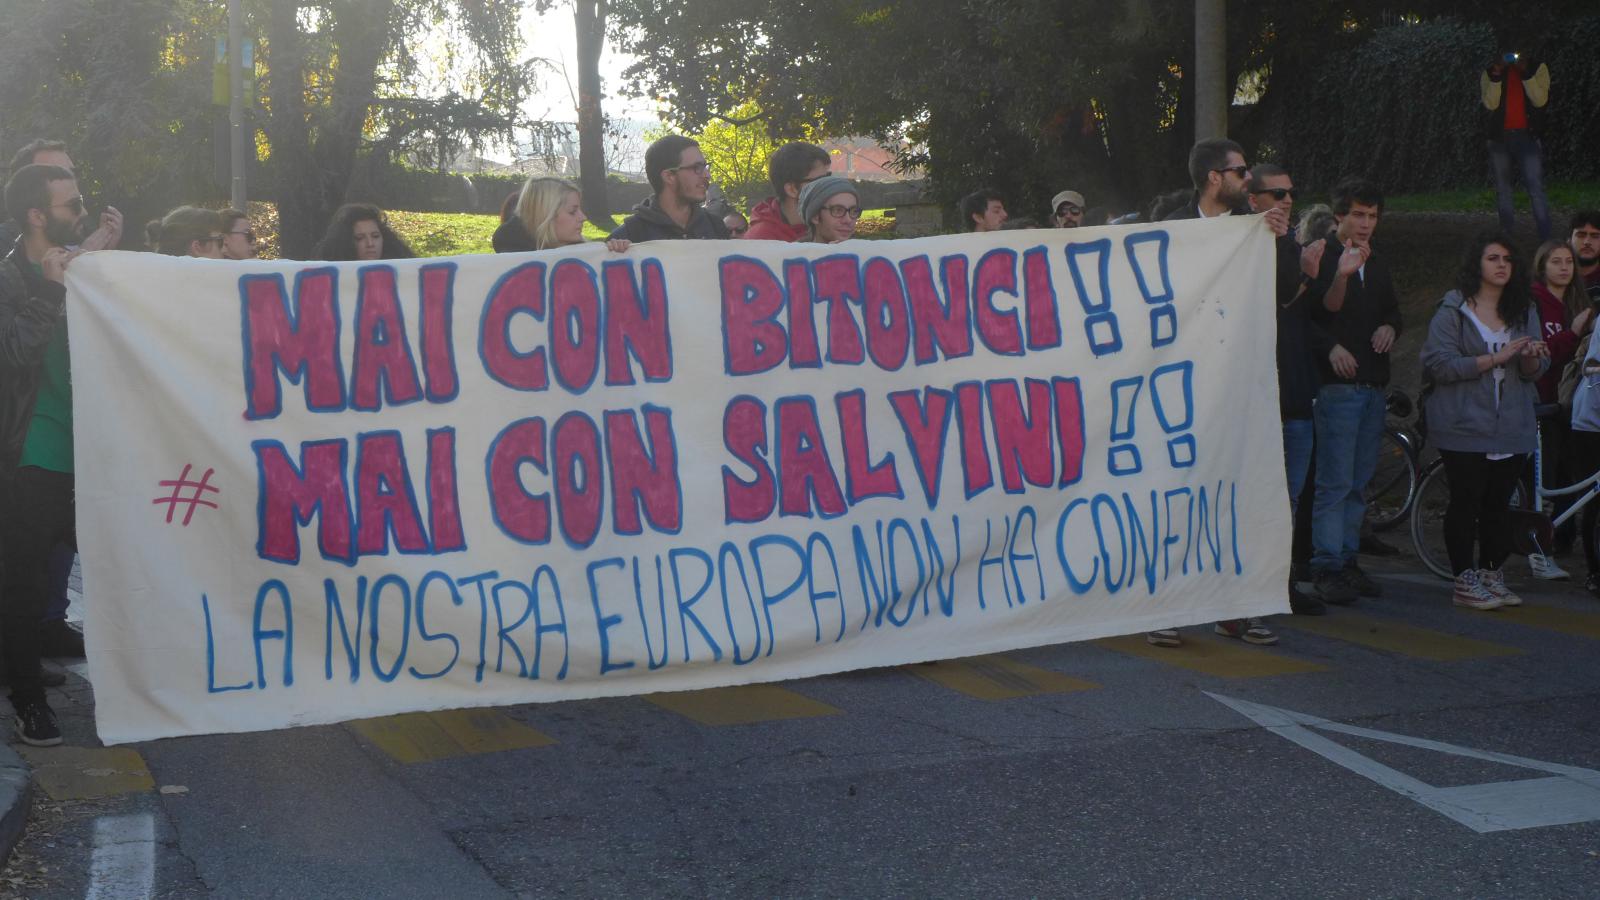 MAI CON BITONCI!!
# MAI CON SALVINI!!
LA NOSTRA EUROPA NON HA CONFINI